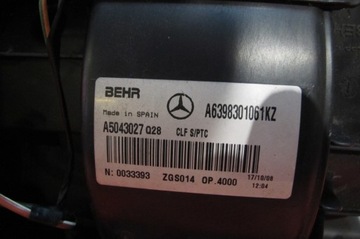 BEHR
Made in SPAIN
A6398301061KZ
A5043027 Q28 CLF S/PTC
N: 0033393 ZGS014 OP.4000
17/10/08
12:04